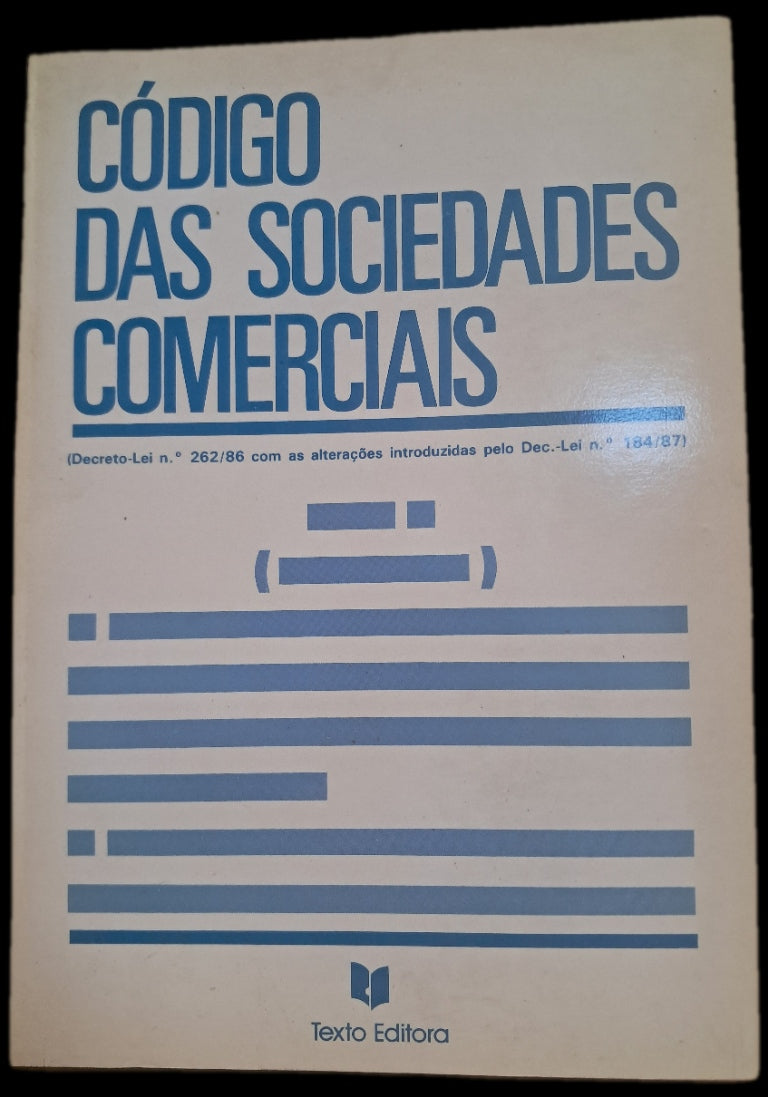 CÓDIGO
DAS SOCIEDADES
COMERCIAIS
(Decreto-Lei n.º 262/86 com as alterações introduzidas pelo Dec.-Lei n.º 184/87)
Texto Editora